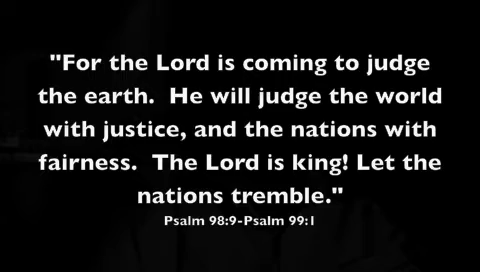 "For the Lord is coming to judge
the earth.  He will judge the world
with justice, and the nations with
fairness.  The Lord is king! Let the
nations tremble."
Psalm 98:9-Psalm 99:1